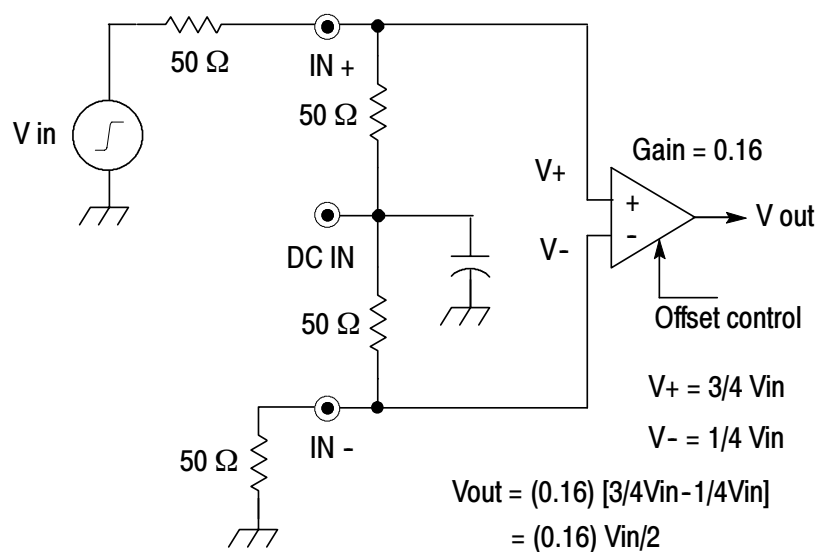 50 Ω
IN +
50 Ω
V in
Gain = 0.16
V+
+
V out
DC IN
V-
-
50 Ω
Offset control
V+ = 3/4 Vin
IN -
V- = 1/4 Vin
50 Ω
Vout = (0.16) [3/4Vin-1/4Vin]
= (0.16) Vin/2